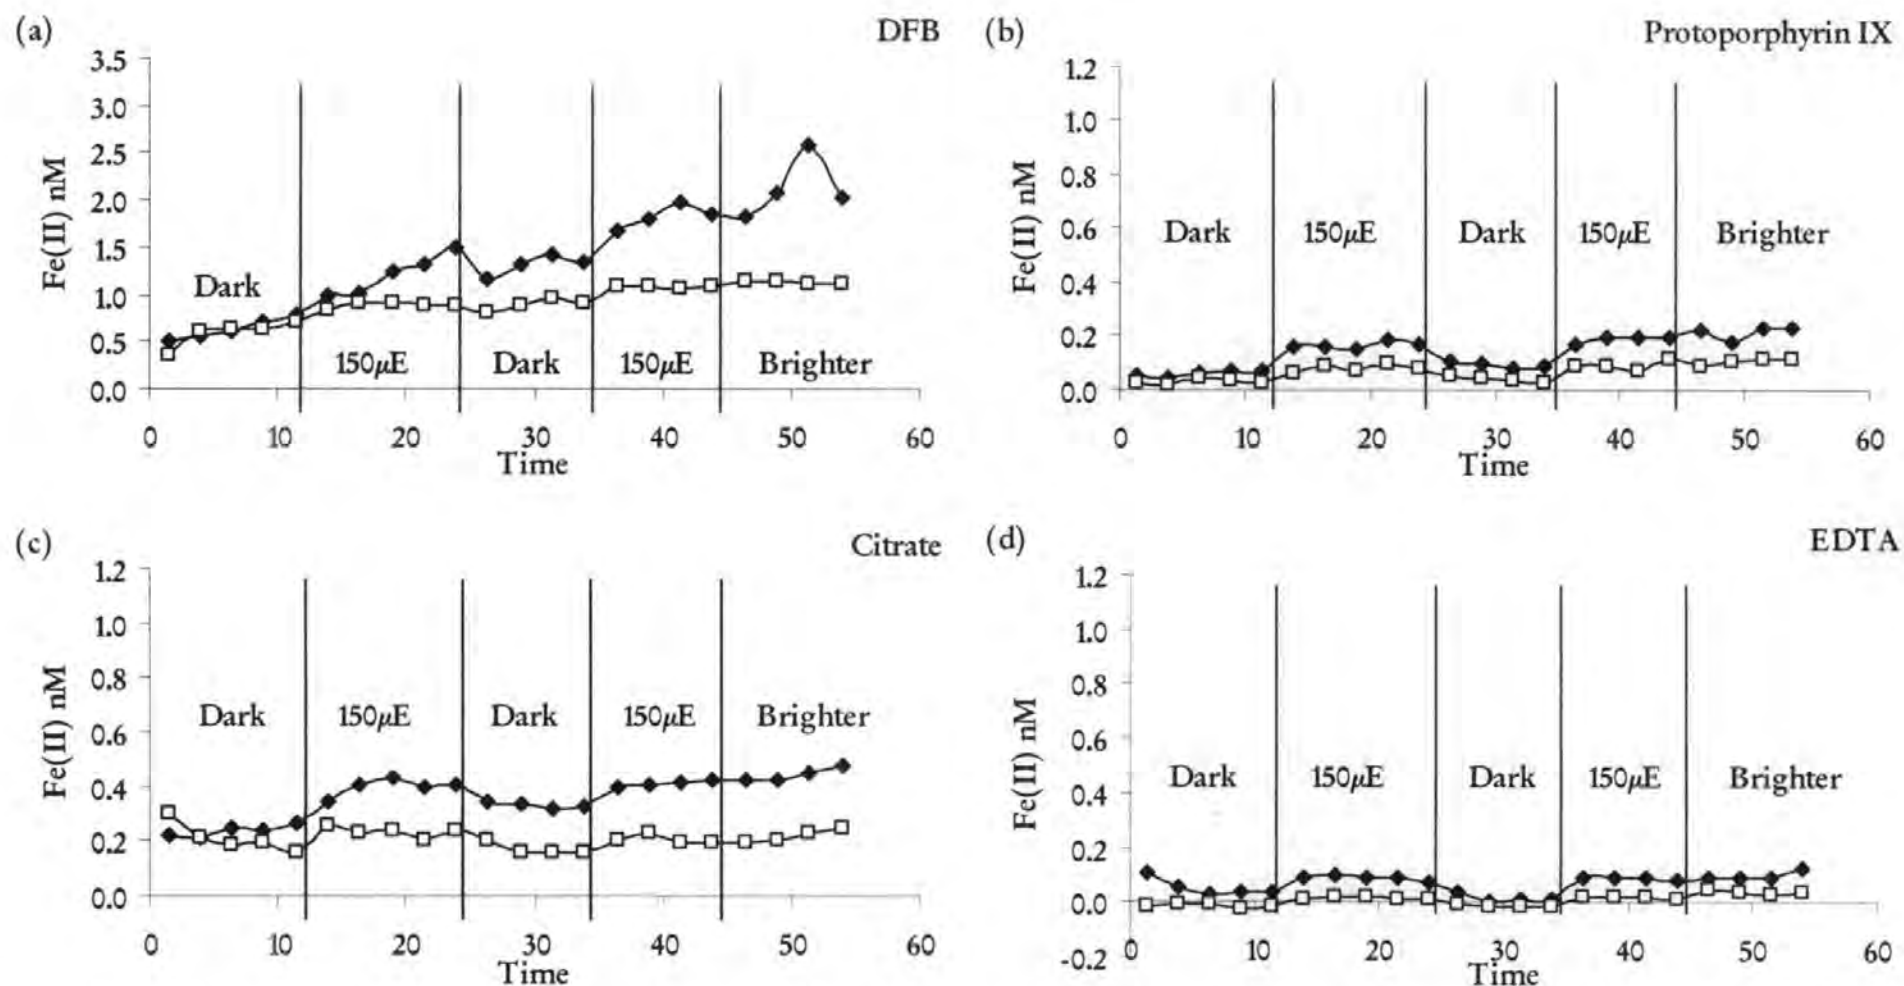 (a)
DFB
3.5
3.0
2.5
2.0
1.5
1.0
0.5
0.0
Fe(II) nM
Dark
150μE
Dark
150μE
Brighter
0 10 20 30 40 50 60
Time
(b)
Protoporphyrin IX
1.2
1.0
0.8
0.6
0.4
0.2
0.0
Fe(II) nM
Dark 150μE Dark 150μE Brighter
0 10 20 30 40 50 60
Time
(c)
Citrate
1.2
1.0
0.8
0.6
0.4
0.2
0.0
Fe(II) nM
Dark 150μE Dark 150μE Brighter
0 10 20 30 40 50 60
Time
(d)
EDTA
1.2
1.0
0.8
0.6
0.4
0.2
0.0
-0.2
Fe(II) nM
Dark 150μE Dark 150μE Brighter
0 10 20 30 40 50 60
Time